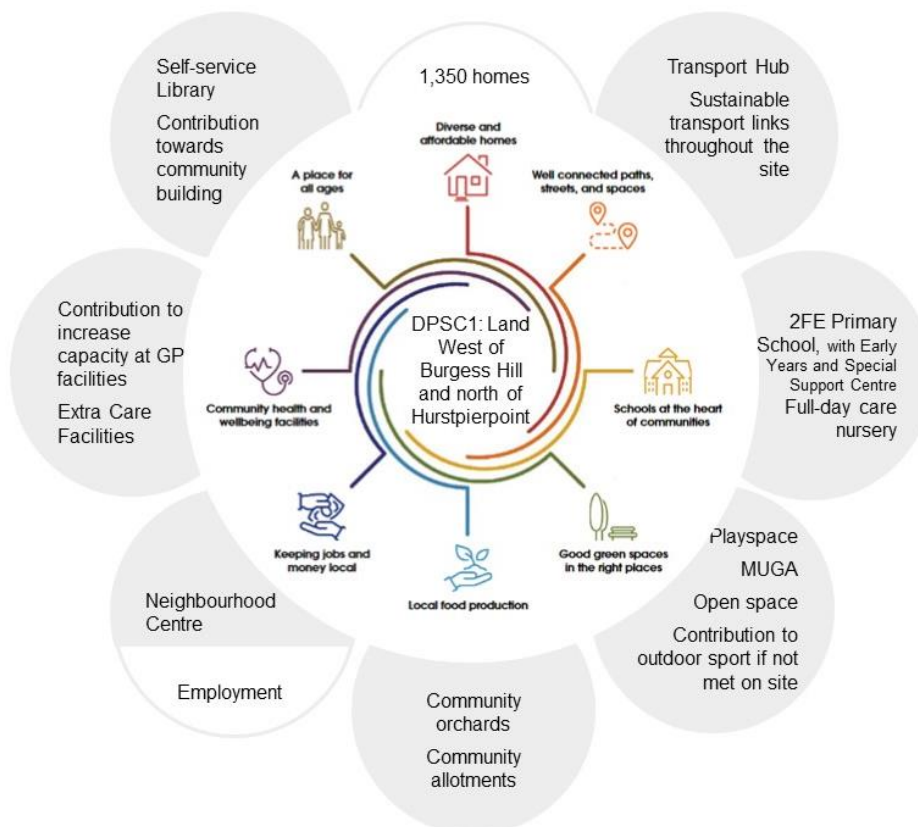 1,350 homes
Diverse and
affordable homes
Transport Hub
Sustainable
transport links
throughout the
site
Well connected paths,
streets, and spaces
2FE Primary
School, with Early
Years and Special
Support Centre
Full-day care
nursery
Schools at the heart
of communities
Playspace
MUGA
Open space
Contribution to
outdoor sport if not
met on site
Good green spaces
in the right places
Community
orchards
Community
allotments
Local food production
Neighbourhood
Centre
Employment
Keeping jobs and
money local
Contribution to
increase
capacity at GP
facilities
Extra Care
Facilities
Community health and
wellbeing facilities
Self-service
Library
Contribution
towards
community
building
A place for
all ages
DPSC1: Land
West of
Burgess Hill
and north of
Hurstpierpoint